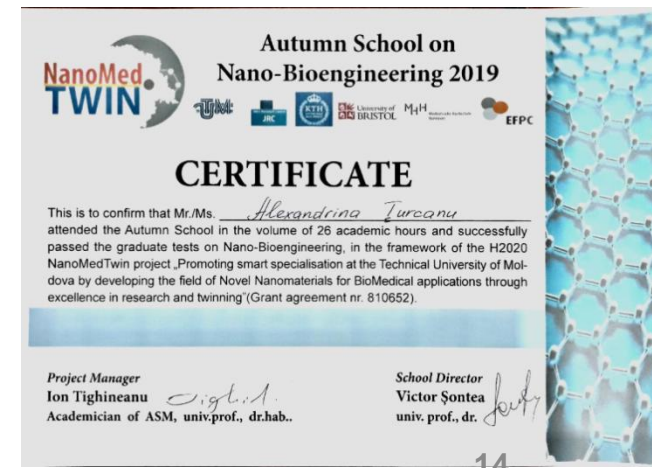 NanoMed
TWIN
Autumn School on
Nano-Bioengineering 2019
UTM
JRC
KTH
University of
BRISTOL
MHH
EFPC
CERTIFICATE
This is to confirm that Mr./Ms. Alexandrina Turcanu
attended the Autumn School in the volume of 26 academic hours and successfully
passed the graduate tests on Nano-Bioengineering, in the framework of the H2020
NanoMedTwin project „Promoting smart specialisation at the Technical University of Mol-
dova by developing the field of Novel Nanomaterials for BioMedical applications through
excellence in research and twinning"(Grant agreement nr. 810652).
Project Manager
Ion Tighineanu
Academician of ASM, univ.prof., dr.hab..
School Director
Victor Șontea
univ. prof., dr.
14